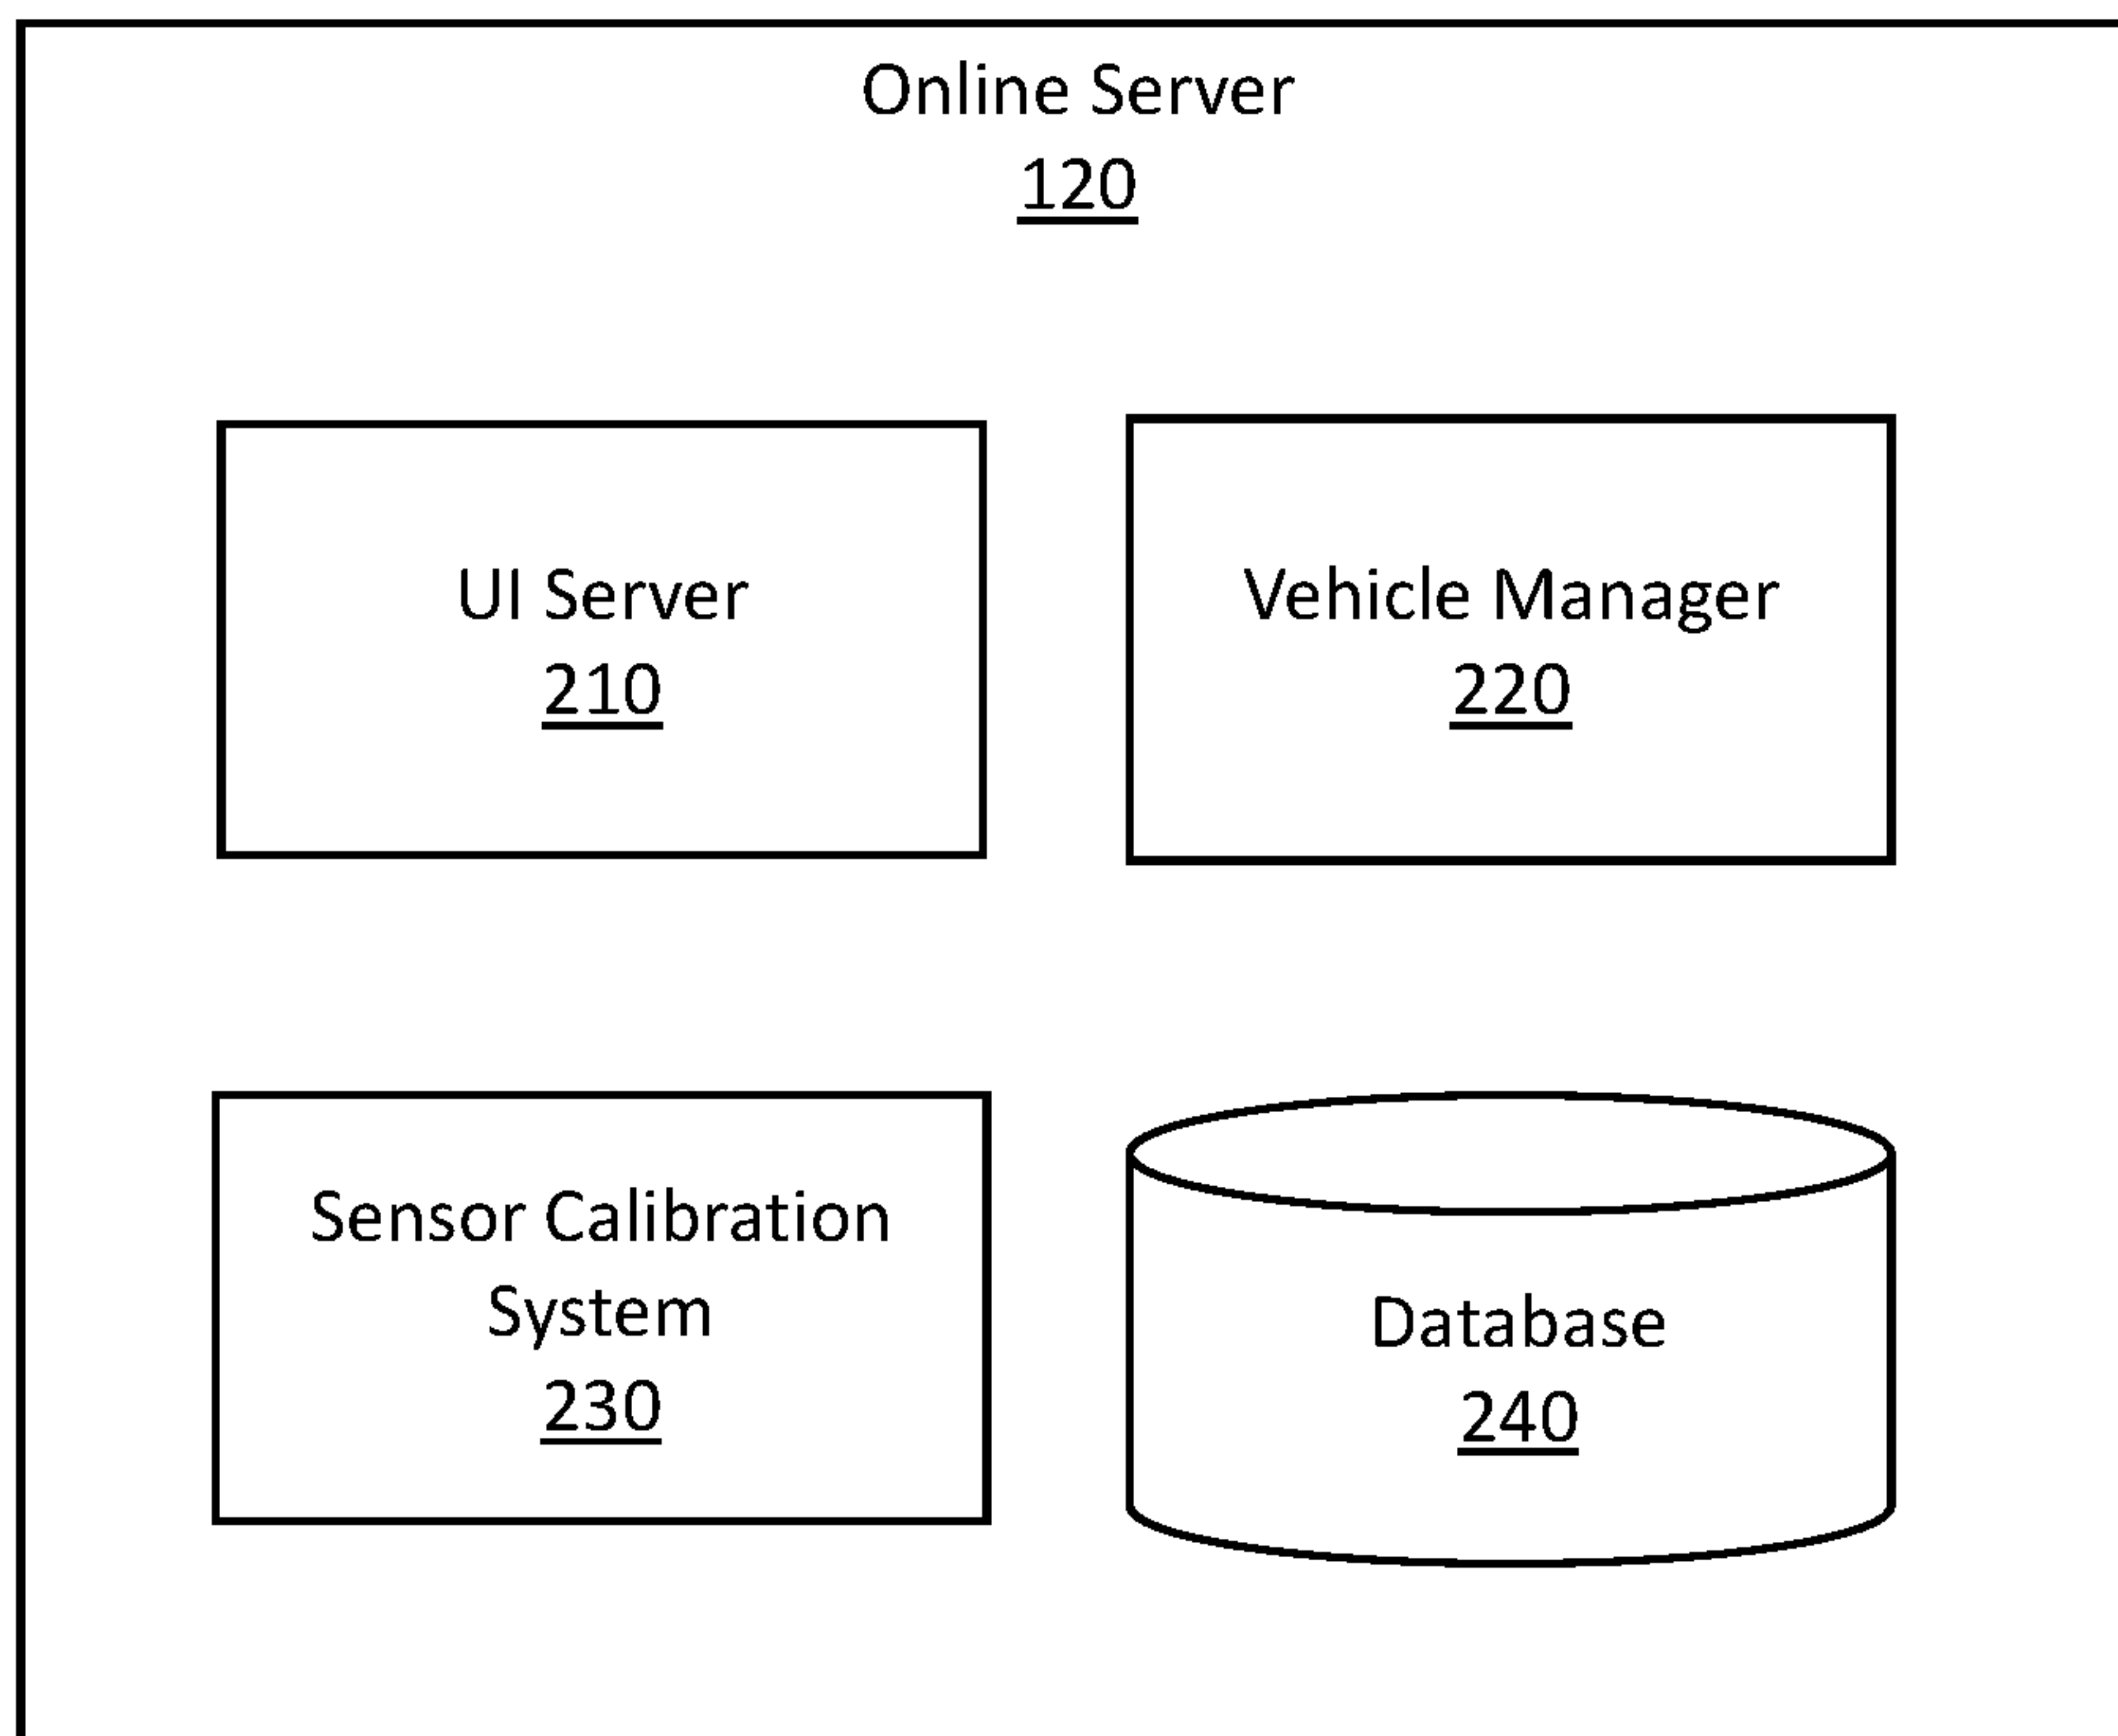 Online Server
120
UI Server
210
Vehicle Manager
220
Sensor Calibration
System
230
Database
240